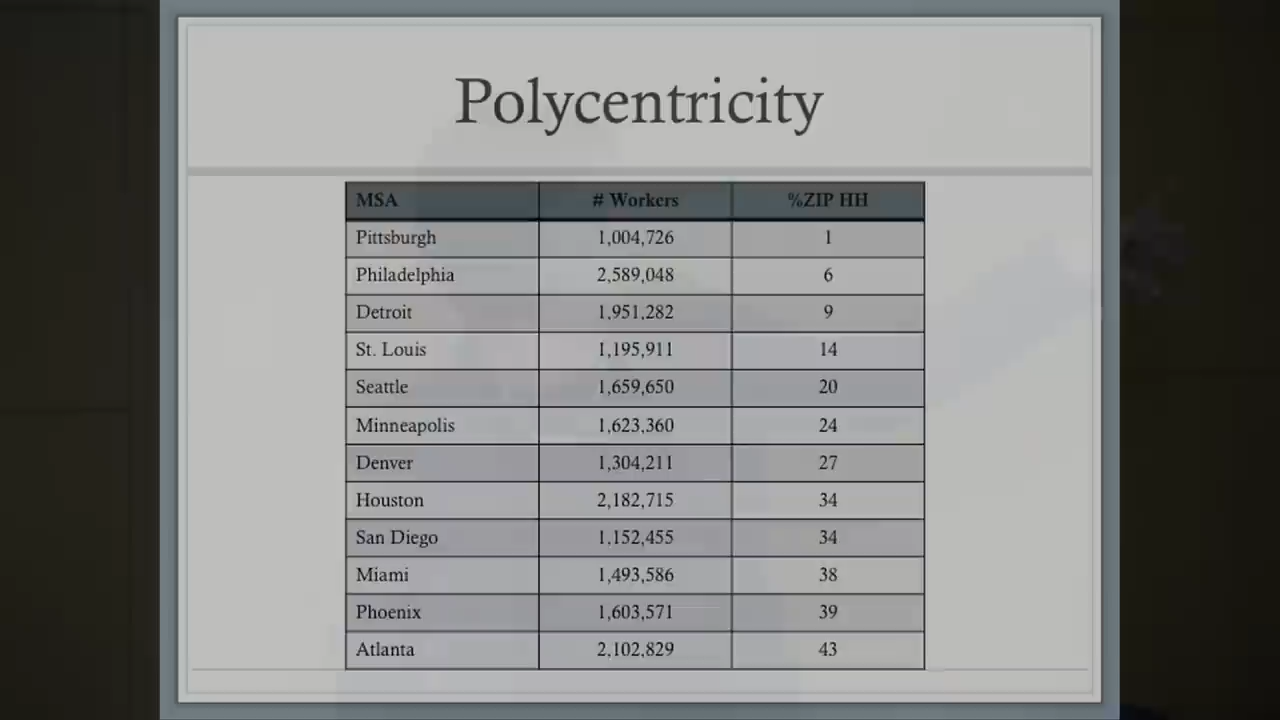 Polycentricity
MSA # Workers %ZIP HH
Pittsburgh 1,004,726 1
Philadelphia 2,589,048 6
Detroit 1,951,282 9
St. Louis 1,195,911 14
Seattle 1,659,650 20
Minneapolis 1,623,360 24
Denver 1,304,211 27
Houston 2,182,715 34
San Diego 1,152,455 34
Miami 1,493,586 38
Phoenix 1,603,571 39
Atlanta 2,102,829 43